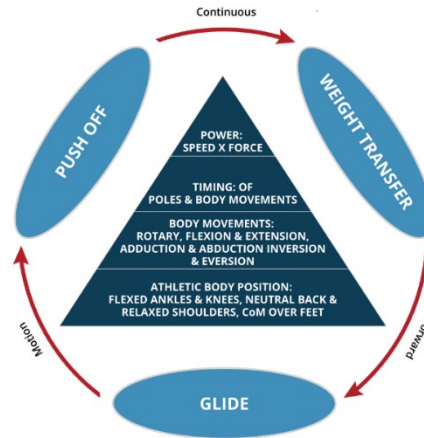 Continuous
PUSH OFF
WEIGHT TRANSFER
POWER:
SPEED X FORCE
TIMING: OF
POLES & BODY MOVEMENTS
BODY MOVEMENTS:
ROTARY, FLEXION & EXTENSION,
ADDUCTION & ABDUCTION INVERSION
& EVERSION
ATHLETIC BODY POSITION:
FLEXED ANKLES & KNEES, NEUTRAL BACK &
RELAXED SHOULDERS, CoM OVER FEET
Motion
orward
GLIDE